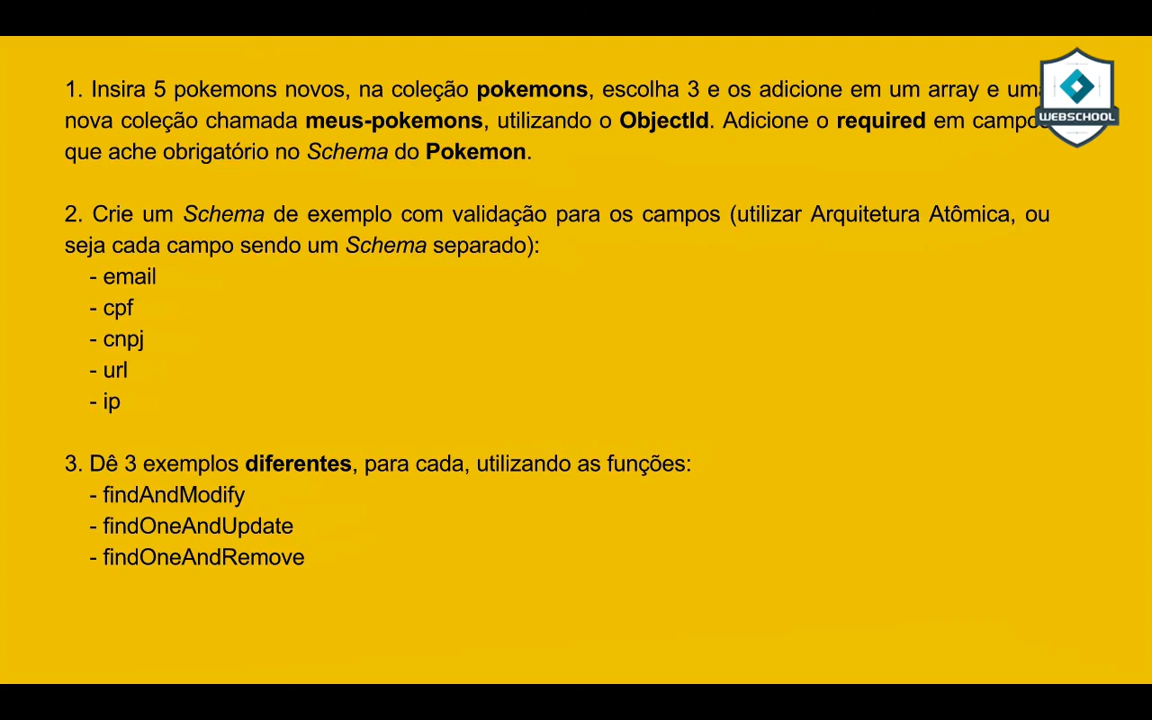 1. Insira 5 pokemons novos, na coleção pokemons, escolha 3 e os adicione em um array e uma
nova coleção chamada meus-pokemons, utilizando o ObjectId. Adicione o required em campos
que ache obrigatório no Schema do Pokemon.
WEBSCHOOL
2. Crie um Schema de exemplo com validação para os campos (utilizar Arquitetura Atômica, ou
seja cada campo sendo um Schema separado):
- email
- cpf
- cnpj
- url
- ip
3. Dê 3 exemplos diferentes, para cada, utilizando as funções:
- findAndModify
- findOneAndUpdate
- findOneAndRemove